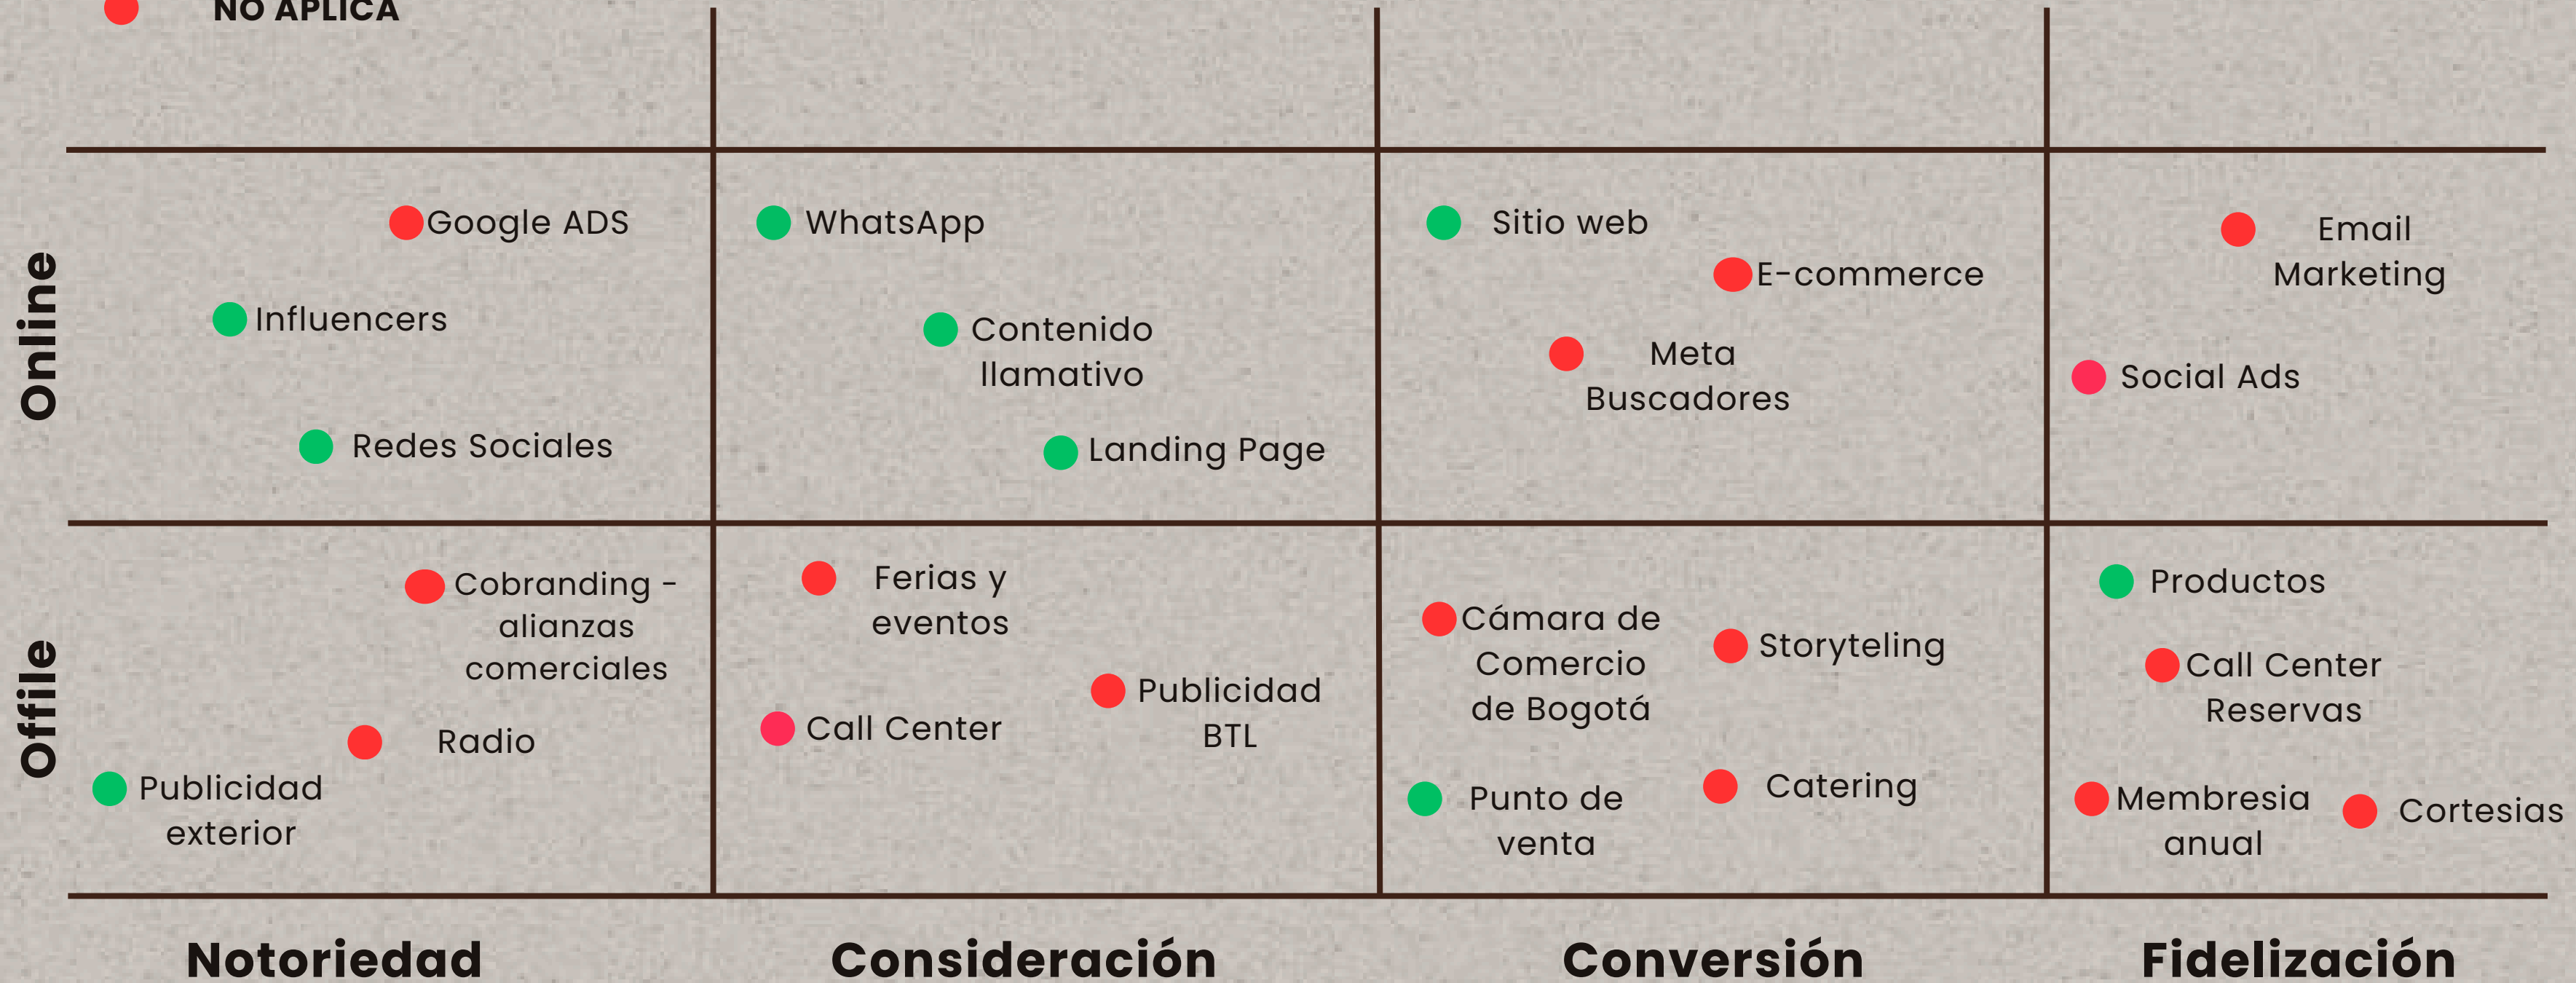 NO APLICA
Online
Google ADS
Influencers
Redes Sociales
WhatsApp
Contenido
llamativo
Landing Page
Sitio web
E-commerce
Meta
Buscadores
Email
Marketing
Social Ads
Offile
Cobranding -
alianzas
comerciales
Radio
Publicidad
exterior
Ferias y
eventos
Publicidad
BTL
Call Center
Cámara de
Comercio
de Bogotá
Storyteling
Punto de
venta
Catering
Productos
Call Center
Reservas
Membresia
anual
Cortesias
Notoriedad
Consideración
Conversión
Fidelización